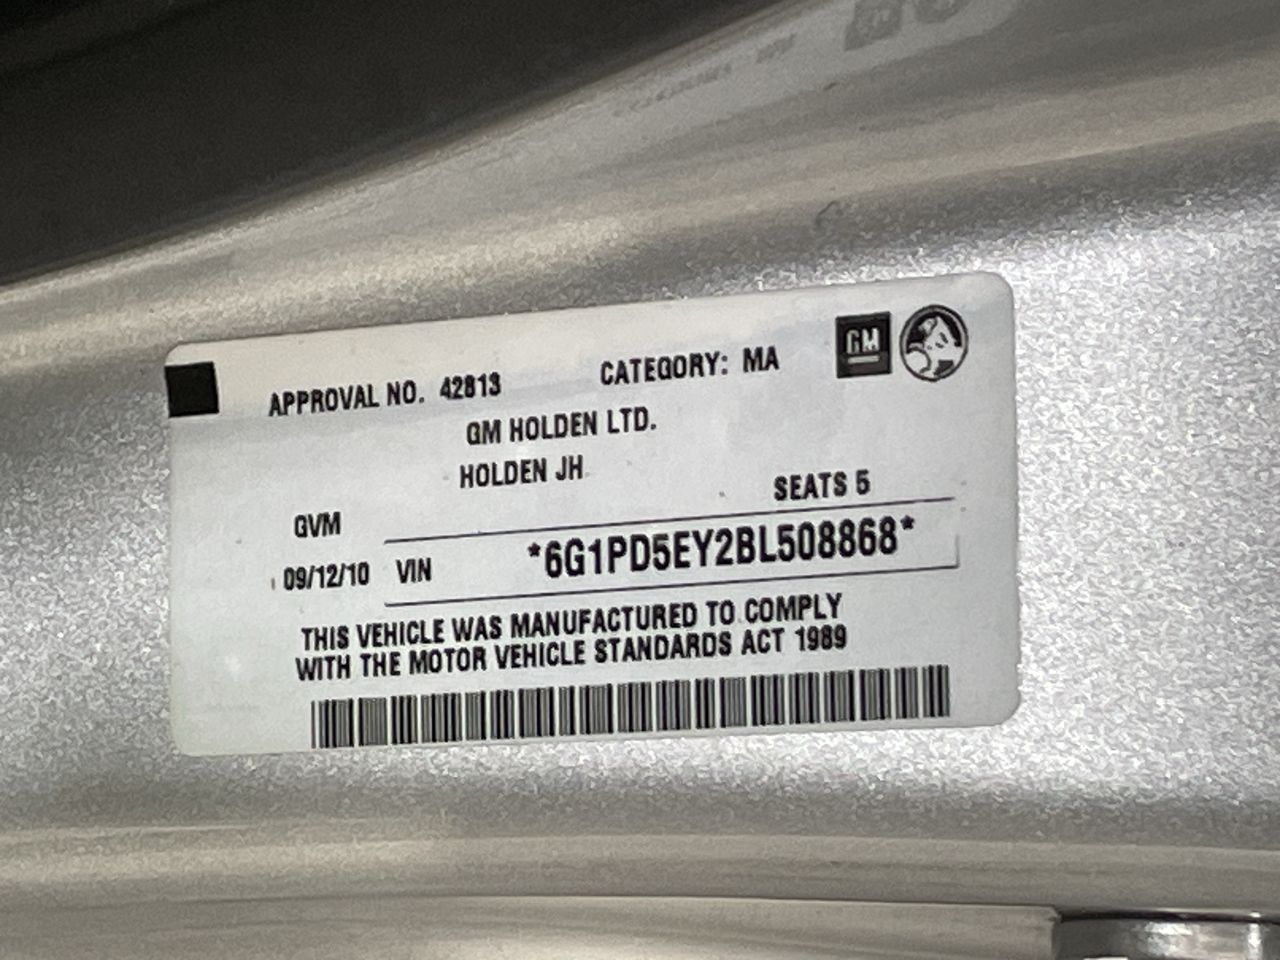 APPROVAL NO. 42813 CATEGORY: MA GM
GM HOLDEN LTD.
HOLDEN JH
SEATS 5
GVM
09/12/10 VIN *6G1PD5EY2BL508868*
THIS VEHICLE WAS MANUFACTURED TO COMPLY
WITH THE MOTOR VEHICLE STANDARDS ACT 1989